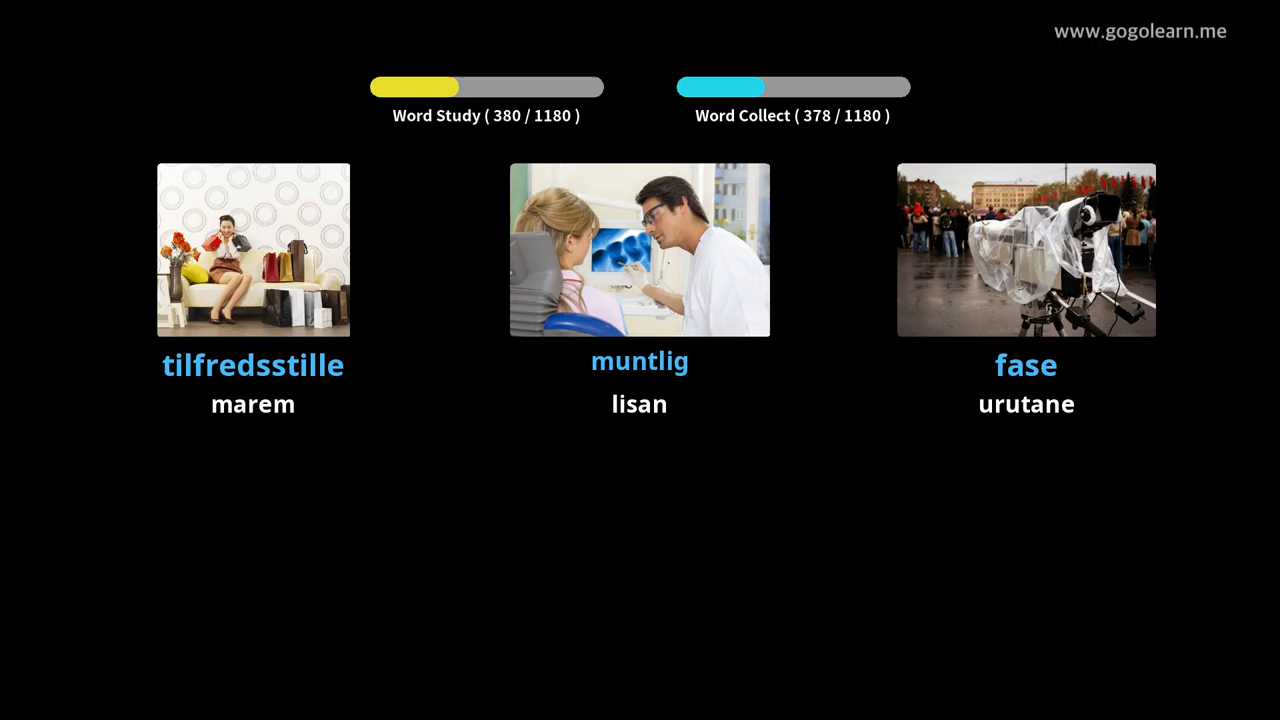 www.gogolearn.me
Word Study ( 380 / 1180 )
Word Collect ( 378 / 1180 )
tilfredsstille
muntlig
fase
marem
lisan
urutane